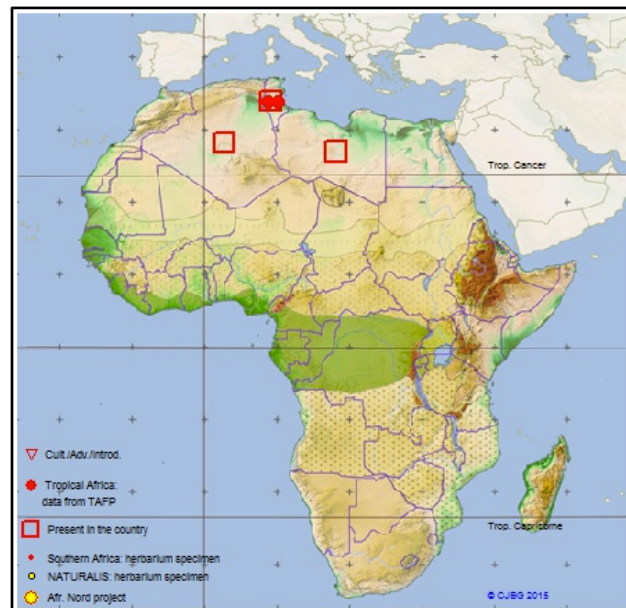 Trop. Cancer
Cult./Adv./introd.
Tropical Africa:
data from TAFP
Present in the country
Southern Africa: herbarium specimen
NATURALIS: herbarium specimen
Afr. Nord project
Trop. Capricorne
© CJBG 2015